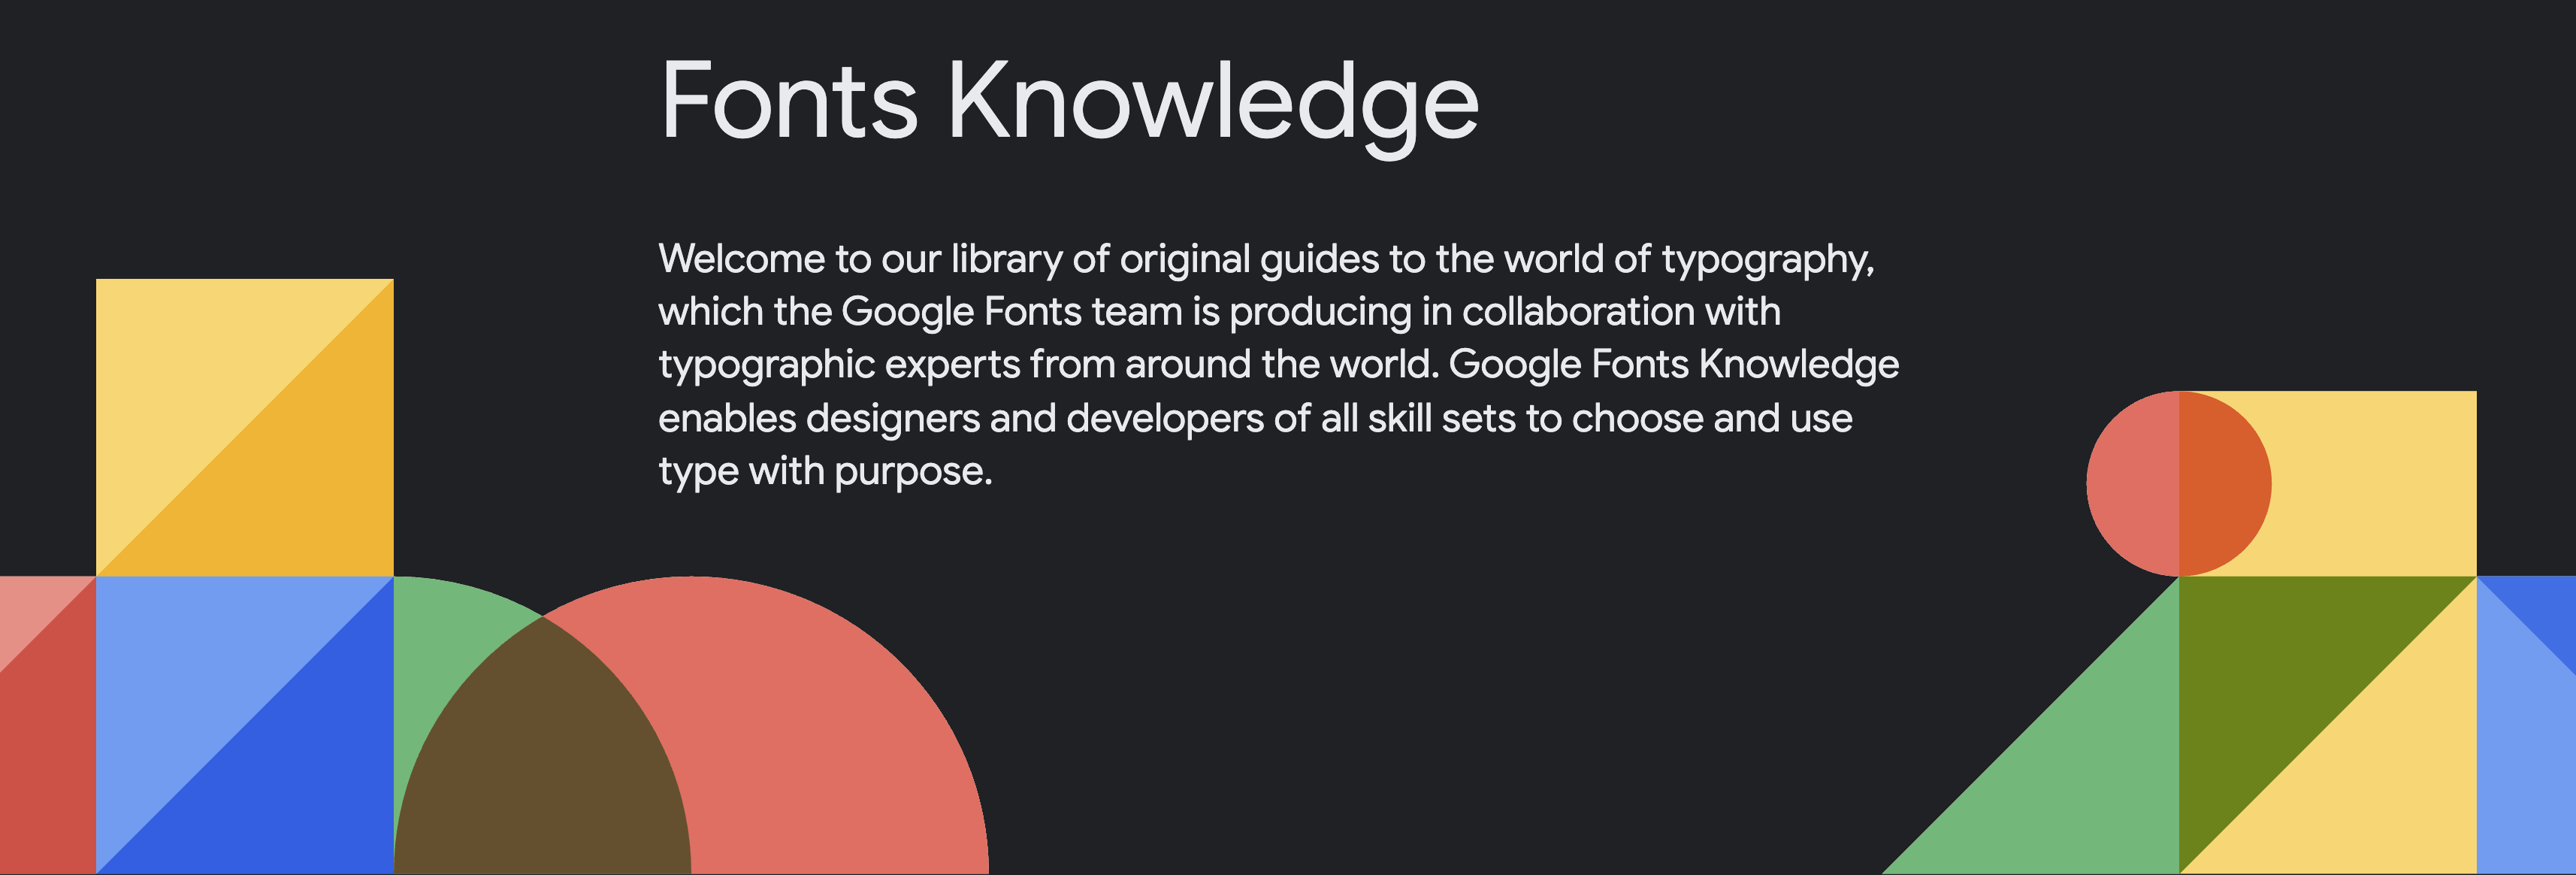 Fonts Knowledge
Welcome to our library of original guides to the world of typography,
which the Google Fonts team is producing in collaboration with
typographic experts from around the world. Google Fonts Knowledge
enables designers and developers of all skill sets to choose and use
type with purpose.